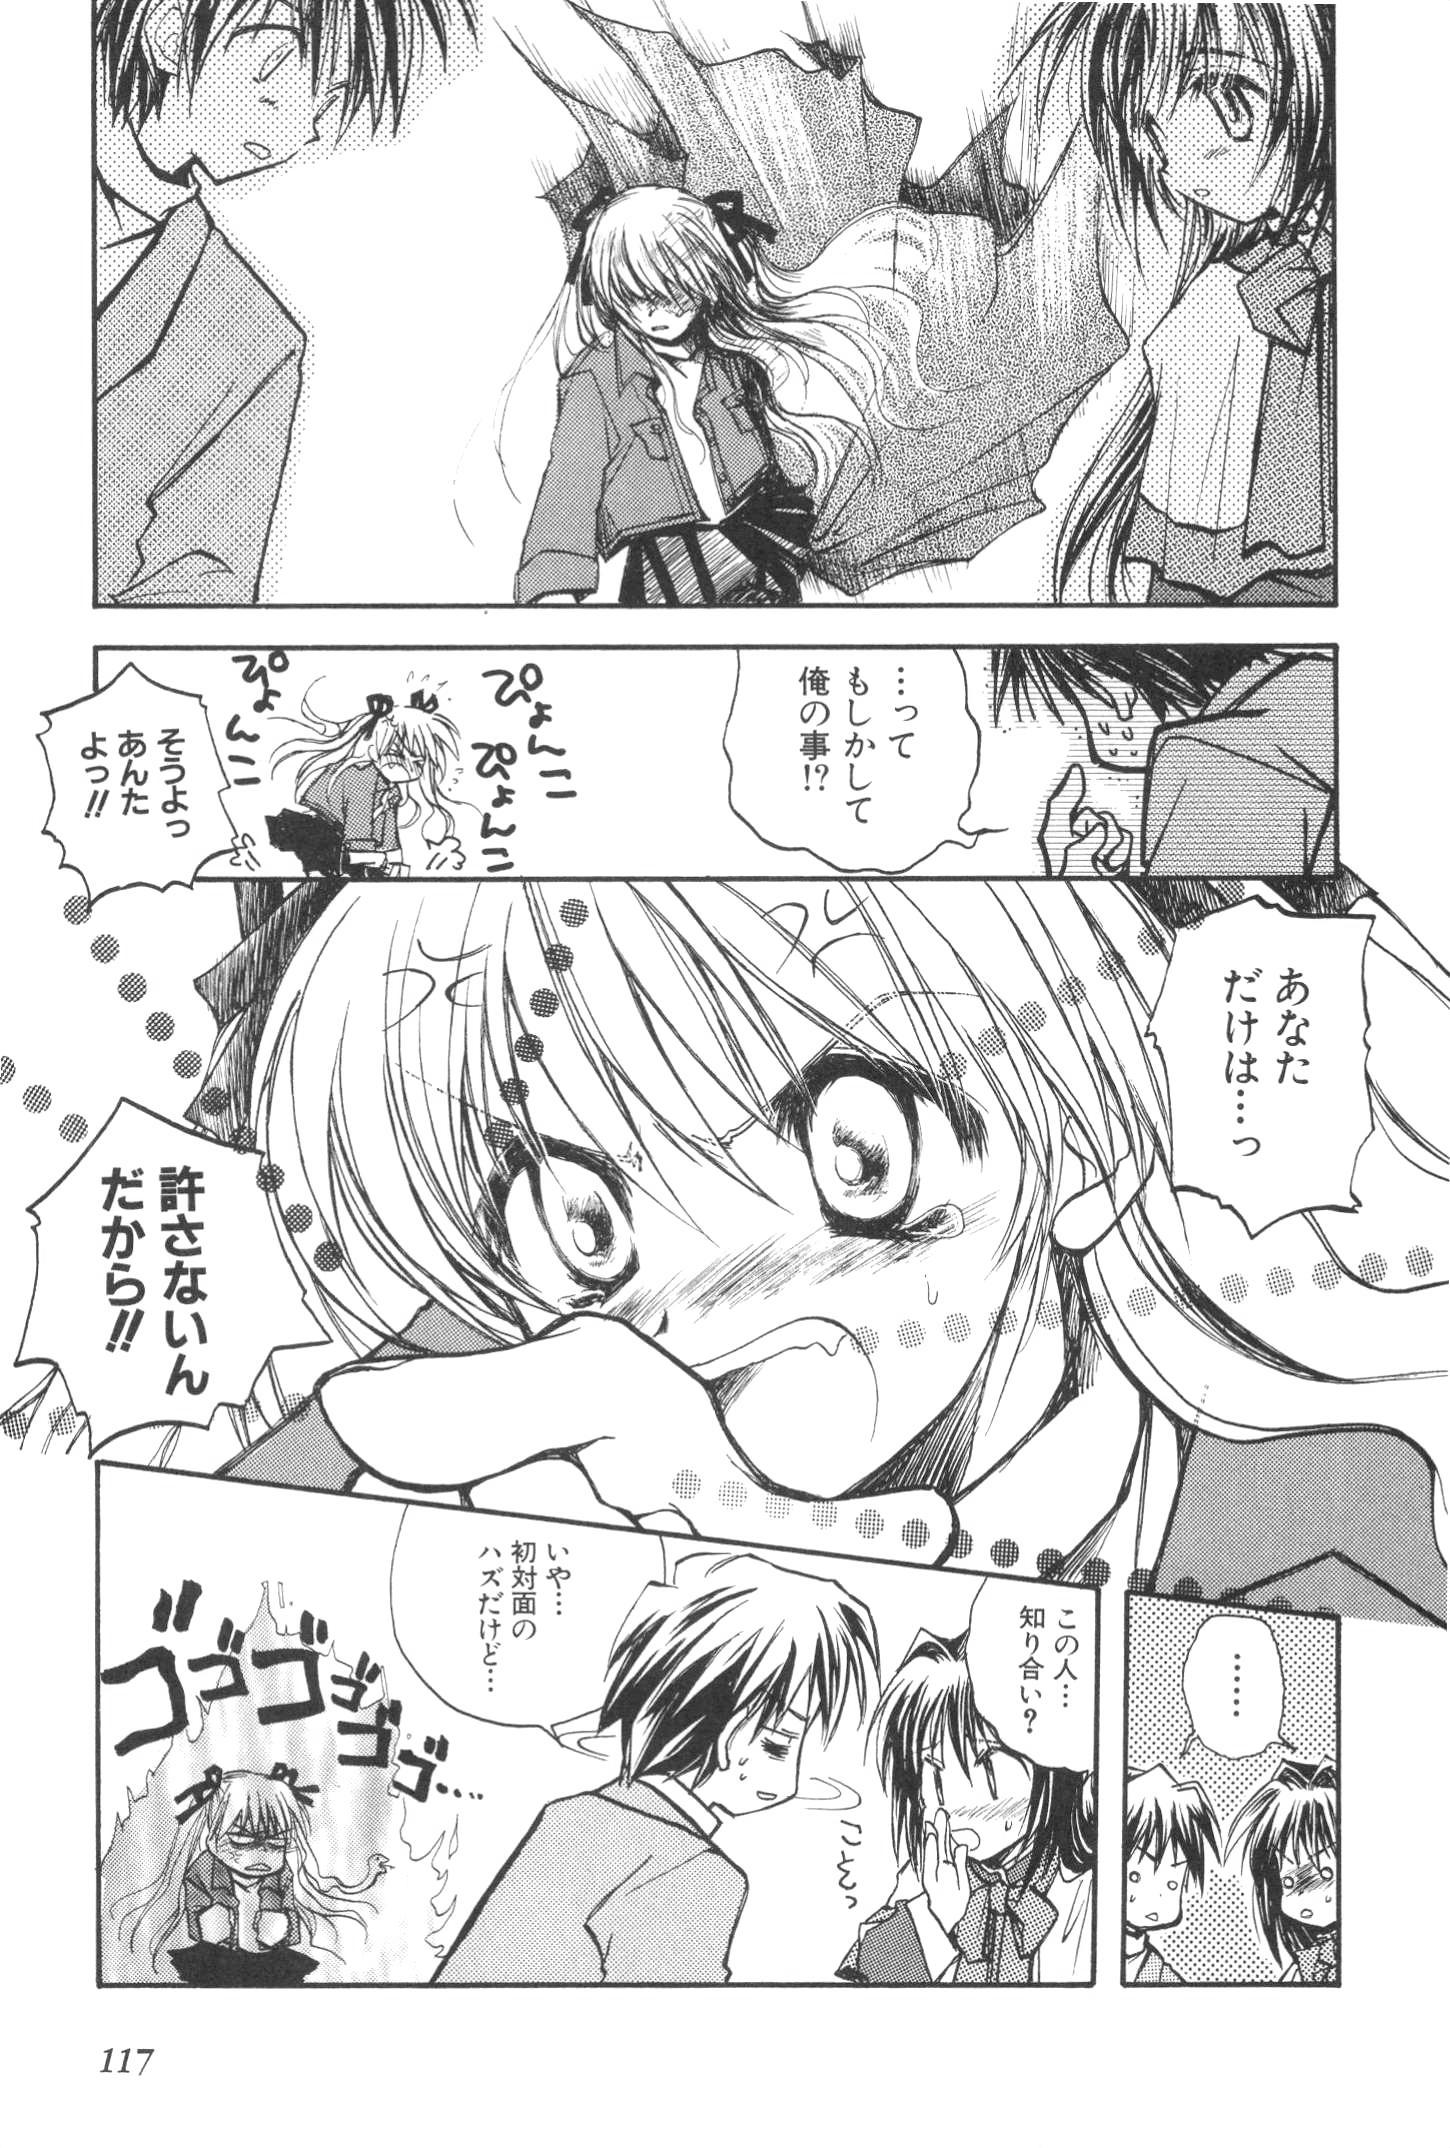 …って
もしかして
俺の事!?
ぴょんこ
ぴょんこ
ぴょんこ
そうよっ
あんた
よっ!!
あなた
だけは…っ
許さないん
だから!!
……
この人…
知り合い?
いや…
初対面の
ハズだけど…
こそっ
ゴゴゴゴゴゴ…
117